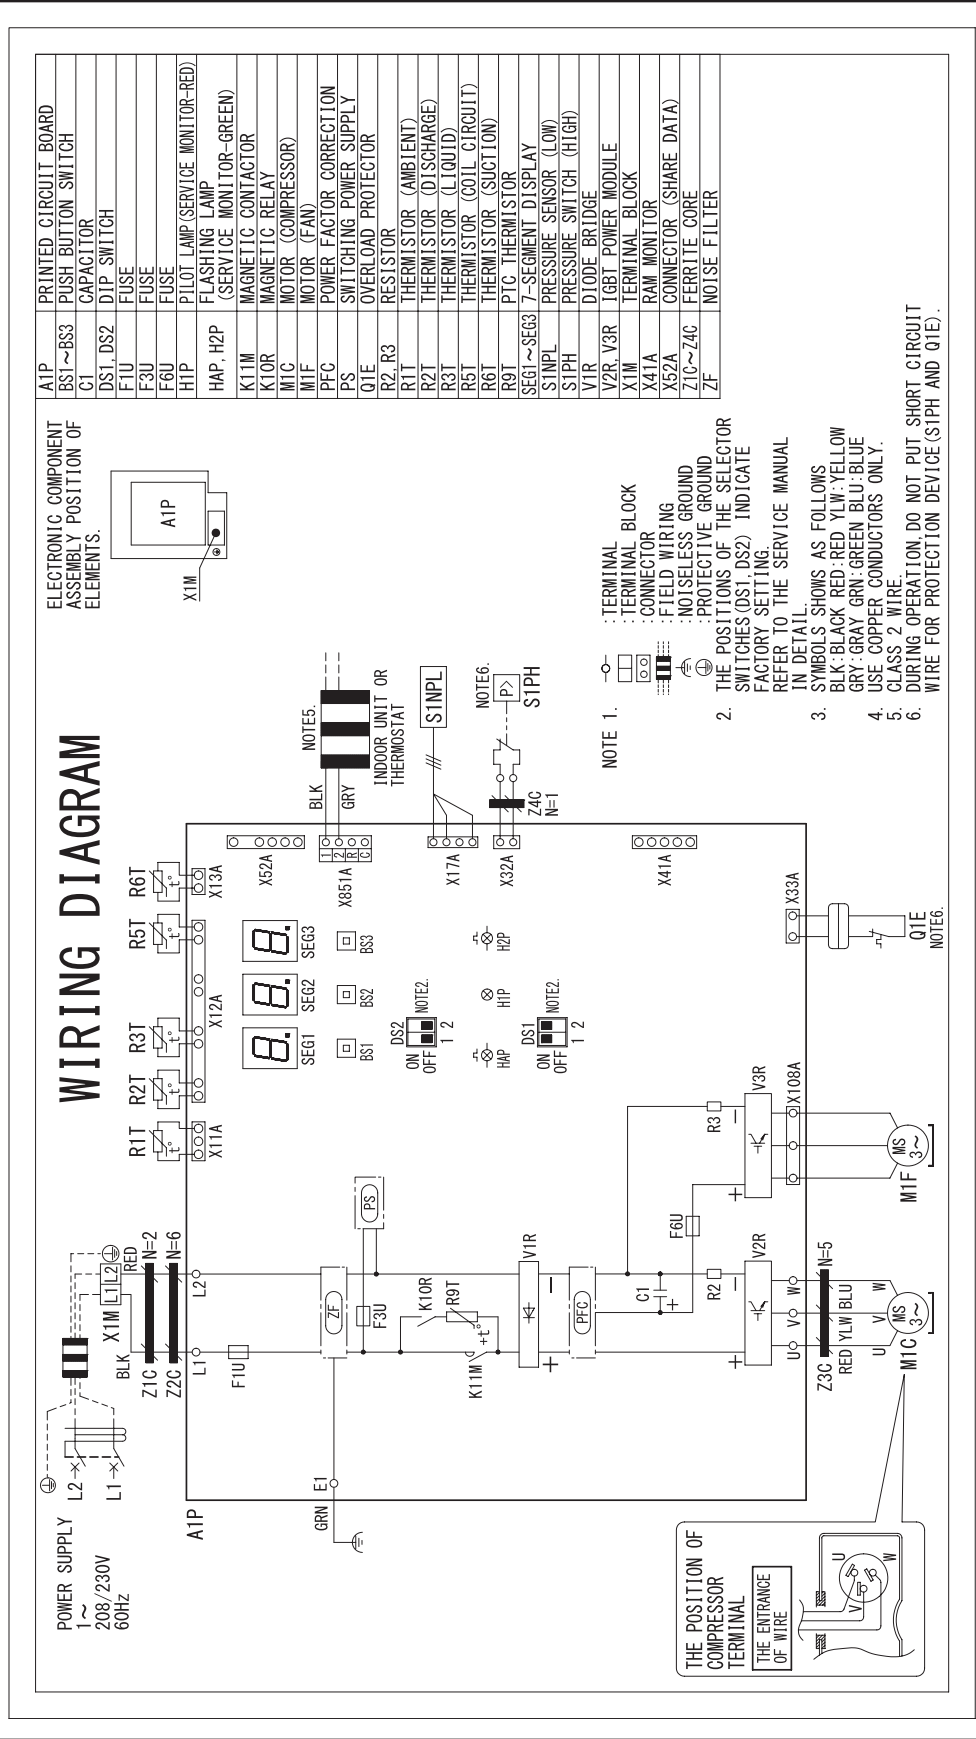 WIRING DIAGRAM
POWER SUPPLY
1~
208/230V
60Hz
L2
L1
X1M
L1
L2
BLK
RED
Z1C
N=2
Z2C
N=6
L1
L2
R1T
t°
X11A
R2T
t°
R3T
t°
X12A
R5T
t°
R6T
t°
X13A
A1P
GRN
E1
F1U
ZF
F3U
PS
K10R
R9T
+t°
K11M
V1R
+
−
PFC
C1
+
F6U
R2
R3
+
−
V2R
+
−
V3R
X108A
U
V
W
Z3C
N=5
RED
YLW
BLU
U
V
W
MS
3~
M1C
MS
3~
M1F
SEG1
SEG2
SEG3
BS1
BS2
BS3
DS2
ON
OFF
1 2
NOTE2.
HAP
H1P
H2P
DS1
ON
OFF
1 2
NOTE2.
X52A
1
2
R
C
X851A
BLK
GRY
NOTE5.
INDOOR UNIT OR
THERMOSTAT
X17A
S1NPL
X32A
Z4C
N=1
NOTE6.
P>
S1PH
X41A
X33A
Q1E
NOTE6.
THE POSITION OF
COMPRESSOR
TERMINAL
THE ENTRANCE
OF WIRE
U
V
W
ELECTRONIC COMPONENT
ASSEMBLY POSITION OF
ELEMENTS.
A1P
X1M
NOTE 1.
:TERMINAL
:TERMINAL BLOCK
:CONNECTOR
:FIELD WIRING
:NOISELESS GROUND
:PROTECTIVE GROUND
2. THE POSITIONS OF THE SELECTOR
SWITCHES(DS1,DS2) INDICATE
FACTORY SETTING.
REFER TO THE SERVICE MANUAL
IN DETAIL.
3. SYMBOLS SHOWS AS FOLLOWS
BLK:BLACK RED:RED YLW:YELLOW
GRY:GRAY GRN:GREEN BLU:BLUE
4. USE COPPER CONDUCTORS ONLY.
5. CLASS 2 WIRE.
6. DURING OPERATION,DO NOT PUT SHORT CIRCUIT
WIRE FOR PROTECTION DEVICE(S1PH AND Q1E).
A1P PRINTED CIRCUIT BOARD
BS1~BS3 PUSH BUTTON SWITCH
C1 CAPACITOR
DS1,DS2 DIP SWITCH
F1U FUSE
F3U FUSE
F6U FUSE
H1P PILOT LAMP(SERVICE MONITOR-RED)
HAP,H2P FLASHING LAMP
(SERVICE MONITOR-GREEN)
K11M MAGNETIC CONTACTOR
K10R MAGNETIC RELAY
M1C MOTOR (COMPRESSOR)
M1F MOTOR (FAN)
PFC POWER FACTOR CORRECTION
PS SWITCHING POWER SUPPLY
Q1E OVERLOAD PROTECTOR
R2,R3 RESISTOR
R1T THERMISTOR (AMBIENT)
R2T THERMISTOR (DISCHARGE)
R3T THERMISTOR (LIQUID)
R5T THERMISTOR (COIL CIRCUIT)
R6T THERMISTOR (SUCTION)
R9T PTC THERMISTOR
SEG1~SEG3 7-SEGMENT DISPLAY
S1NPL PRESSURE SENSOR (LOW)
S1PH PRESSURE SWITCH (HIGH)
V1R DIODE BRIDGE
V2R,V3R IGBT POWER MODULE
X1M TERMINAL BLOCK
X41A RAM MONITOR
X52A CONNECTOR (SHARE DATA)
Z1C~Z4C FERRITE CORE
ZF NOISE FILTER